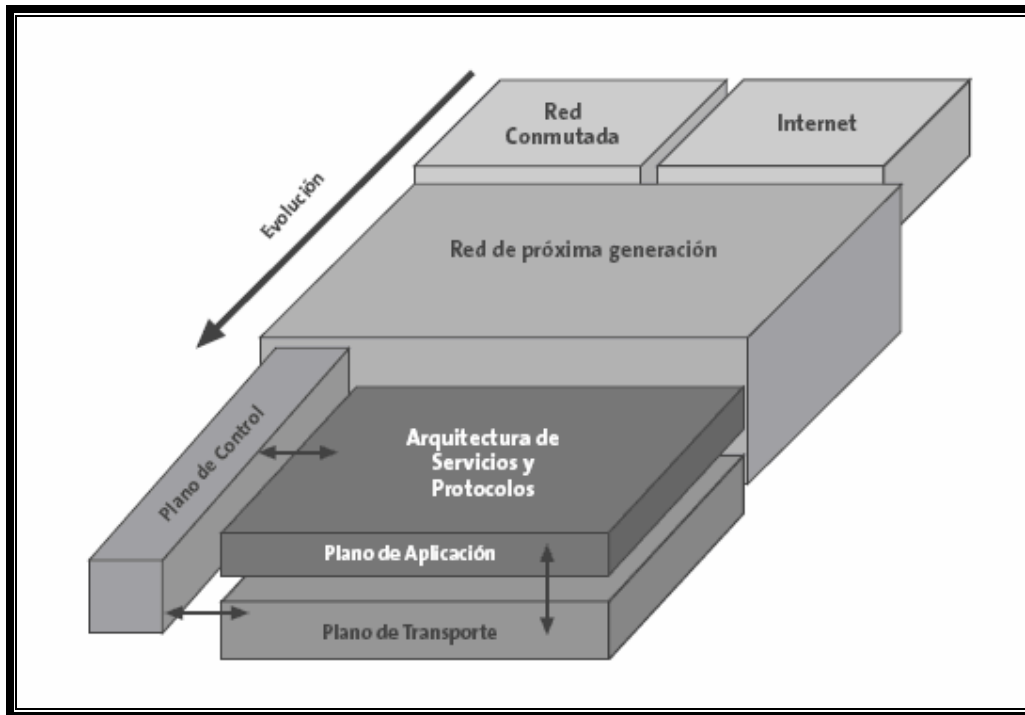 Red
Conmutada
Internet
Evolución
Red de próxima generación
Plano de Control
Arquitectura de
Servicios y
Protocolos
Plano de Aplicación
Plano de Transporte